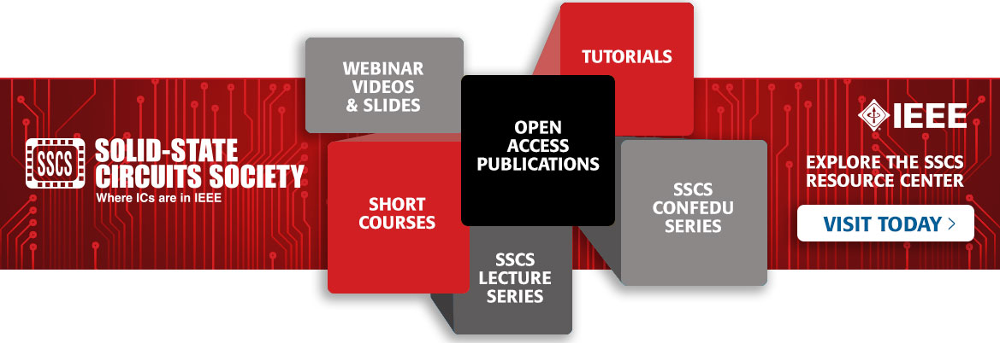 SSCS
SOLID-STATE
CIRCUITS SOCIETY
Where ICs are in IEEE
WEBINAR
VIDEOS
& SLIDES
SHORT
COURSES
OPEN
ACCESS
PUBLICATIONS
SSCS
LECTURE
SERIES
TUTORIALS
SSCS
CONFEDU
SERIES
IEEE
EXPLORE THE SSCS
RESOURCE CENTER
VISIT TODAY >